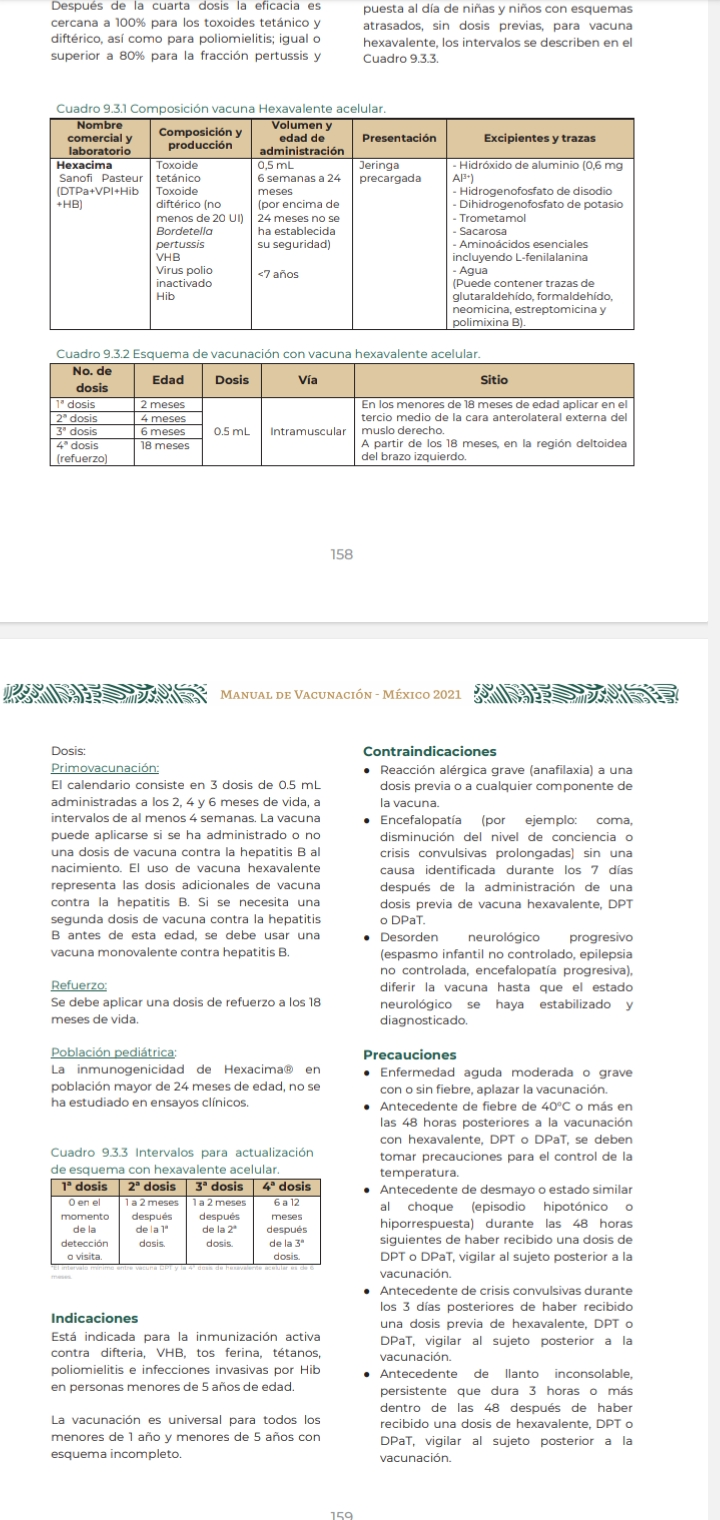 Después de la cuarta dosis la eficacia es
cercana a 100% para los toxoides tetánico y
diftérico, así como para poliomielitis; igual o
superior a 80% para la fracción pertussis y
puesta al día de niñas y niños con esquemas
atrasados, sin dosis previas, para vacuna
hexavalente, los intervalos se describen en el
Cuadro 9.3.3.
Cuadro 9.3.1 Composición vacuna Hexavalente acelular.
Nombre comercial y laboratorio
Composición y producción
Volumen y edad de administración
Presentación
Excipientes y trazas
Hexacima
Sanofi Pasteur
(DTPa+VPI+Hib
+HB)
Toxoide
tetánico
Toxoide
diftérico (no
menos de 20 UI)
Bordetella
pertussis
VHB
Virus polio
inactivado
Hib
0,5 mL
6 semanas a 24
meses
(por encima de
24 meses no se
ha establecida
su seguridad)
<7 años
Jeringa
precargada
- Hidróxido de aluminio (0,6 mg
Al³⁺)
- Hidrogenofosfato de disodio
- Dihidrogenofosfato de potasio
- Trometamol
- Sacarosa
- Aminoácidos esenciales
incluyendo L-fenilalanina
- Agua
(Puede contener trazas de
glutaraldehído, formaldehído,
neomicina, estreptomicina y
polimixina B).
Cuadro 9.3.2 Esquema de vacunación con vacuna hexavalente acelular.
No. de dosis
Edad
Dosis
Vía
Sitio
1ª dosis
2 meses
2ª dosis
4 meses
3ª dosis
6 meses
4ª dosis
(refuerzo)
18 meses
0.5 mL
Intramuscular
En los menores de 18 meses de edad aplicar en el
tercio medio de la cara anterolateral externa del
muslo derecho.
A partir de los 18 meses, en la región deltoidea
del brazo izquierdo.
158
Manual de Vacunación - México 2021
Dosis:
Primovacunación:
El calendario consiste en 3 dosis de 0.5 mL
administradas a los 2, 4 y 6 meses de vida, a
intervalos de al menos 4 semanas. La vacuna
puede aplicarse si se ha administrado o no
una dosis de vacuna contra la hepatitis B al
nacimiento. El uso de vacuna hexavalente
representa las dosis adicionales de vacuna
contra la hepatitis B. Si se necesita una
segunda dosis de vacuna contra la hepatitis
B antes de esta edad, se debe usar una
vacuna monovalente contra hepatitis B.
Refuerzo:
Se debe aplicar una dosis de refuerzo a los 18
meses de vida.
Población pediátrica:
La inmunogenicidad de Hexacima® en
población mayor de 24 meses de edad, no se
ha estudiado en ensayos clínicos.
Cuadro 9.3.3 Intervalos para actualización
de esquema con hexavalente acelular.
1ª dosis
2ª dosis
3ª dosis
4ª dosis
0 en el
momento
de la
detección
o visita.
1 a 2 meses
después
de la 1ª
dosis.
1 a 2 meses
después
de la 2ª
dosis.
6 a 12
meses
después
de la 3ª
dosis.
*El intervalo mínimo entre vacuna DPT y la 4ª dosis de hexavalente acelular es de 6
meses.
Indicaciones
Está indicada para la inmunización activa
contra difteria, VHB, tos ferina, tétanos,
poliomielitis e infecciones invasivas por Hib
en personas menores de 5 años de edad.
La vacunación es universal para todos los
menores de 1 año y menores de 5 años con
esquema incompleto.
Contraindicaciones
● Reacción alérgica grave (anafilaxia) a una
dosis previa o a cualquier componente de
la vacuna.
● Encefalopatía (por ejemplo: coma,
disminución del nivel de conciencia o
crisis convulsivas prolongadas) sin una
causa identificada durante los 7 días
después de la administración de una
dosis previa de vacuna hexavalente, DPT
o DPaT.
● Desorden neurológico progresivo
(espasmo infantil no controlado, epilepsia
no controlada, encefalopatía progresiva),
diferir la vacuna hasta que el estado
neurológico se haya estabilizado y
diagnosticado.
Precauciones
● Enfermedad aguda moderada o grave
con o sin fiebre, aplazar la vacunación.
● Antecedente de fiebre de 40°C o más en
las 48 horas posteriores a la vacunación
con hexavalente, DPT o DPaT, se deben
tomar precauciones para el control de la
temperatura.
● Antecedente de desmayo o estado similar
al choque (episodio hipotónico o
hiporrespuesta) durante las 48 horas
siguientes de haber recibido una dosis de
DPT o DPaT, vigilar al sujeto posterior a la
vacunación.
● Antecedente de crisis convulsivas durante
los 3 días posteriores de haber recibido
una dosis previa de hexavalente, DPT o
DPaT, vigilar al sujeto posterior a la
vacunación.
● Antecedente de llanto inconsolable,
persistente que dura 3 horas o más
dentro de las 48 después de haber
recibido una dosis de hexavalente, DPT o
DPaT, vigilar al sujeto posterior a la
vacunación.
159